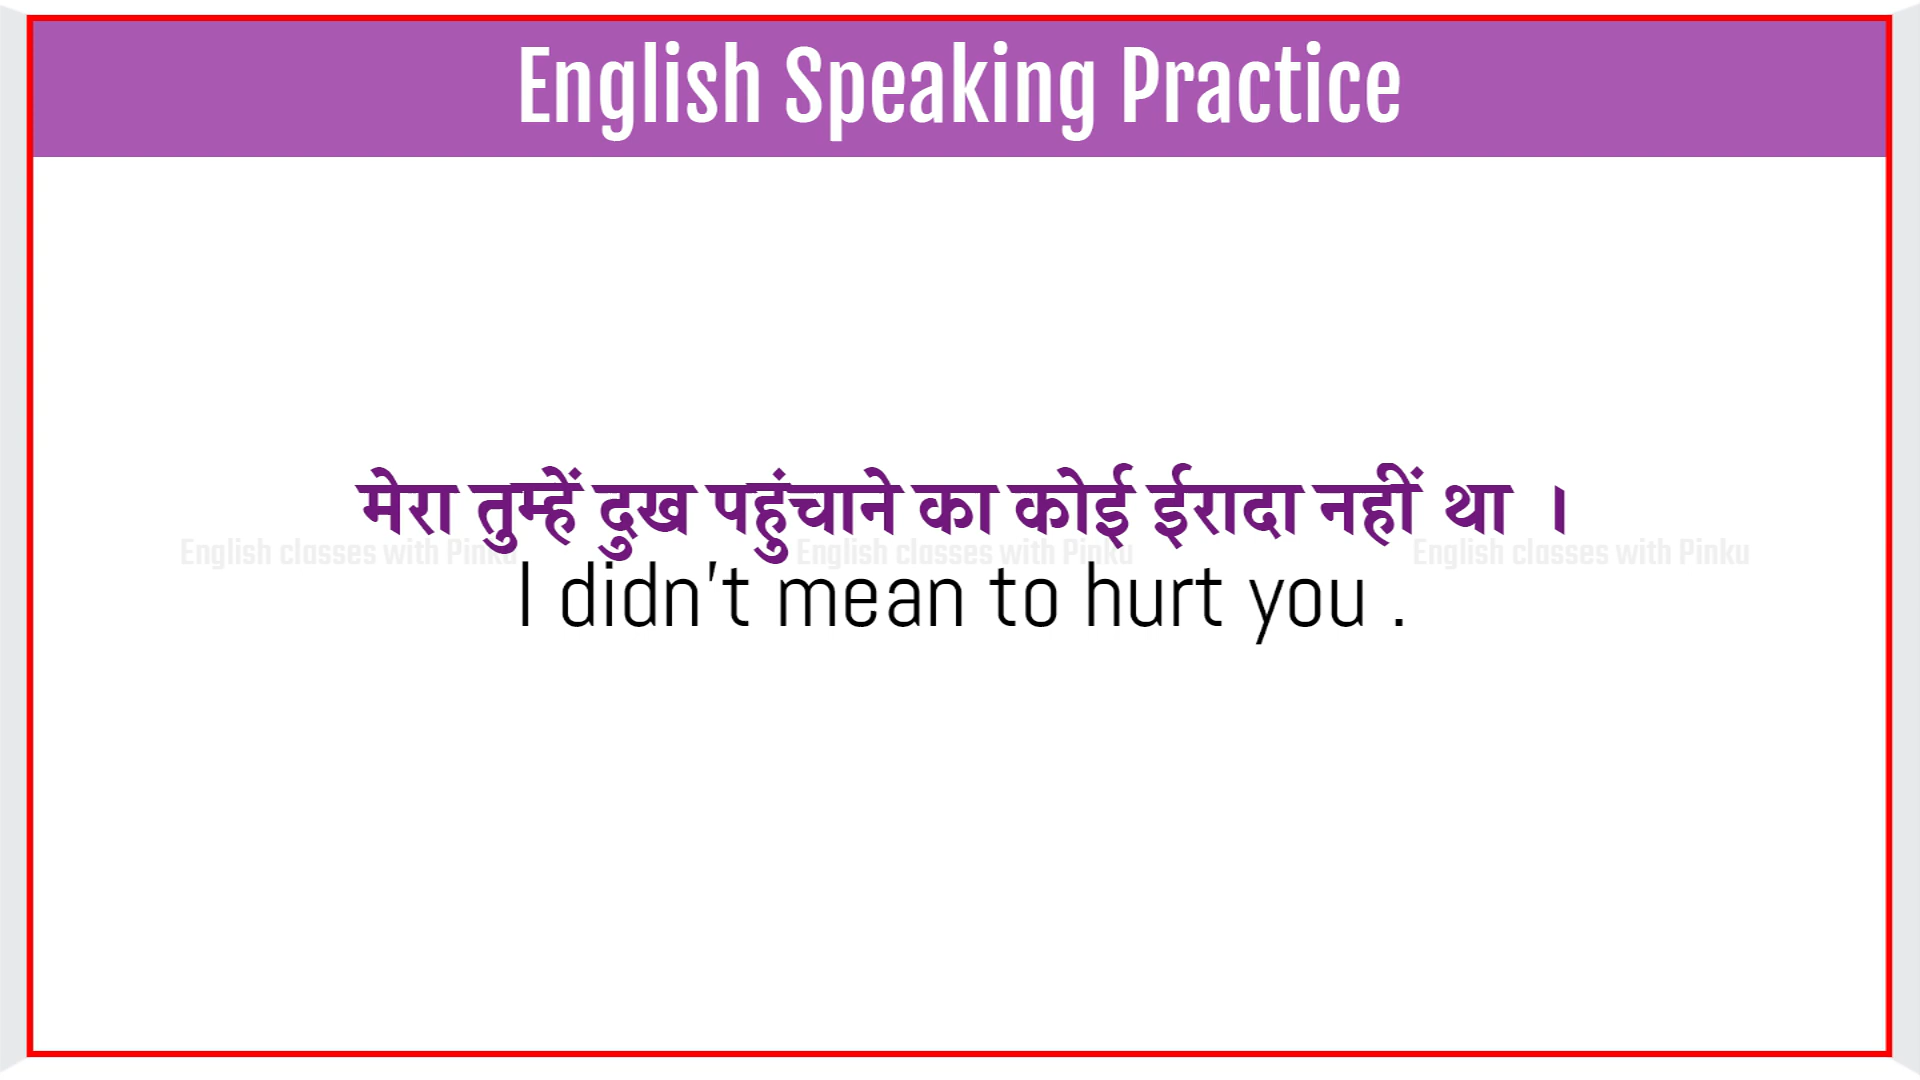 English Speaking Practice
मेरा तुम्हें दुख पहुंचाने का कोई ईरादा नहीं था ।
English classes with Pinku English classes with Pinku English classes with Pinku
I didn't mean to hurt you .